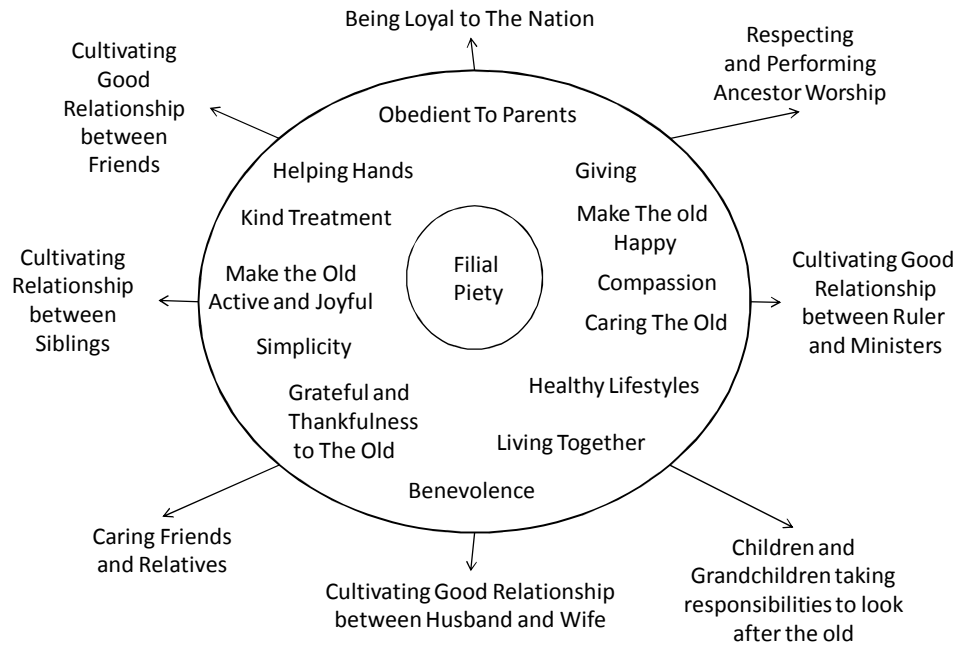 Being Loyal to The Nation
Cultivating
Good
Relationship
between
Friends
Respecting
and Performing
Ancestor Worship
Obedient To Parents
Helping Hands
Giving
Kind Treatment
Make The old
Happy
Filial
Piety
Make the Old
Active and Joyful
Compassion
Caring The Old
Simplicity
Healthy Lifestyles
Grateful and
Thankfulness
to The Old
Living Together
Benevolence
Cultivating
Relationship
between
Siblings
Cultivating Good
Relationship
between Ruler
and Ministers
Caring Friends
and Relatives
Cultivating Good Relationship
between Husband and Wife
Children and
Grandchildren taking
responsibilities to look
after the old